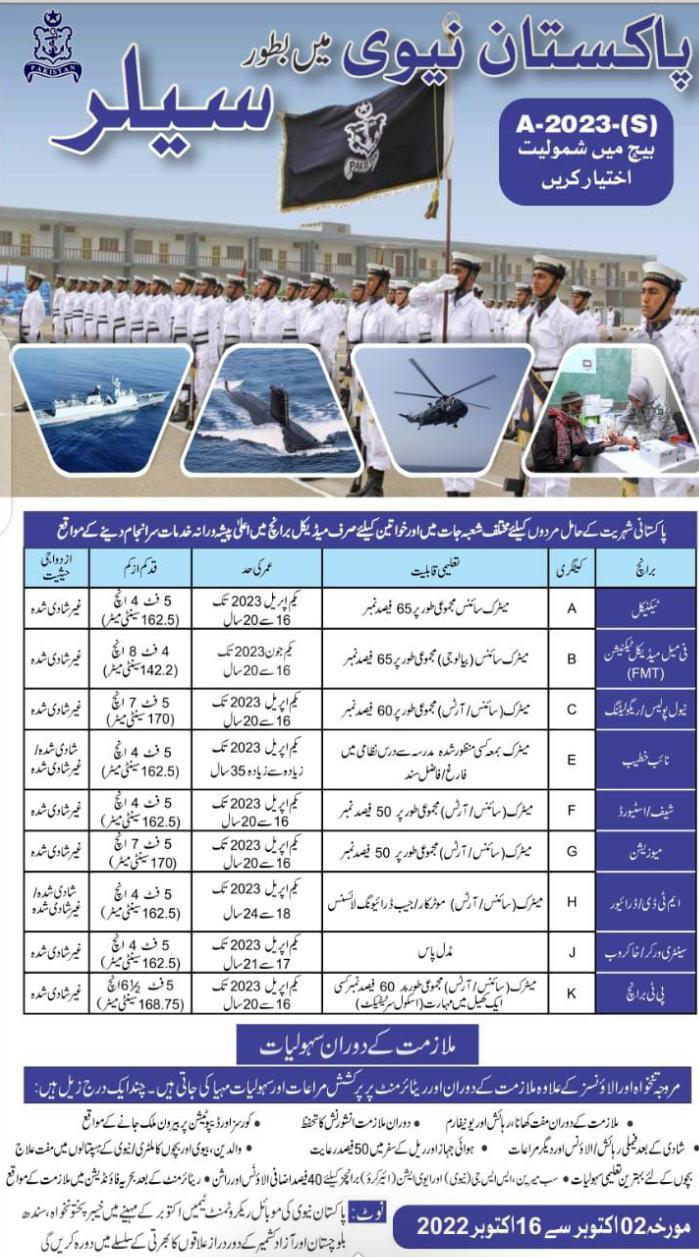 پاکستان نیوی میں بطور
سیلر
PAKISTAN
A-2023-(S)
بیچ میں شمولیت
اختیار کریں
پاکستانی شہریت کے حامل مردوں کیلئے مختلف شعبہ جات میں اور خواتین کیلئے صرف میڈیکل برانچ میں اعلیٰ پیشہ ورانہ خدمات سرانجام دینے کے مواقع
برانچ کیٹگری تعلیمی قابلیت عمر کی حد قد کم از کم ازدواجی حیثیت
ٹیکنیکل A میٹرک سائنس مجموعی طور پر 65 فیصد نمبر یکم اپریل 2023 تک 16 سے 20 سال 5 فٹ 4 انچ (162.5 سینٹی میٹر) غیر شادی شدہ
فی میل میڈیکل ٹیکنیشن (FMT) B میٹرک سائنس (بیالوجی) مجموعی طور پر 65 فیصد نمبر یکم جون 2023 تک 16 سے 20 سال 4 فٹ 8 انچ (142.2 سینٹی میٹر) غیر شادی شدہ
نیول پولیس/ریگولیٹنگ C میٹرک (سائنس/آرٹس) مجموعی طور پر 60 فیصد نمبر یکم اپریل 2023 تک 16 سے 20 سال 5 فٹ 7 انچ (170 سینٹی میٹر) غیر شادی شدہ
نائب خطیب E میٹرک بمعہ کسی منظور شدہ مدرسہ سے درس نظامی میں فارغ/فاضل سند یکم اپریل 2023 تک زیادہ سے زیادہ 35 سال 5 فٹ 4 انچ (162.5 سینٹی میٹر) شادی شدہ/غیر شادی شدہ
شیف/اسٹیورڈ F میٹرک (سائنس/آرٹس) مجموعی طور پر 50 فیصد نمبر یکم اپریل 2023 تک 16 سے 20 سال 5 فٹ 4 انچ (162.5 سینٹی میٹر) غیر شادی شدہ
میوزیشن G میٹرک (سائنس/آرٹس) مجموعی طور پر 50 فیصد نمبر یکم اپریل 2023 تک 16 سے 20 سال 5 فٹ 7 انچ (170 سینٹی میٹر) غیر شادی شدہ
ایم ٹی ڈی/ڈرائیور H میٹرک (سائنس/آرٹس) موٹر کار/جیپ ڈرائیونگ لائسنس یکم اپریل 2023 تک 18 سے 24 سال 5 فٹ 4 انچ (162.5 سینٹی میٹر) شادی شدہ/غیر شادی شدہ
سینٹری ورکر/خاکروب J مڈل پاس یکم اپریل 2023 تک 17 سے 21 سال 5 فٹ 4 انچ (162.5 سینٹی میٹر) غیر شادی شدہ
پی ٹی برانچ K میٹرک (سائنس/آرٹس) مجموعی طور پر 60 فیصد نمبر کسی ایک کھیل میں مہارت (اسکول سرٹیفکیٹ) یکم اپریل 2023 تک 16 سے 20 سال 5 فٹ 6½ انچ (168.75 سینٹی میٹر) غیر شادی شدہ
ملازمت کے دوران سہولیات
مروجہ تنخواہ اور الاؤنسز کے علاوہ ملازمت کے دوران اور ریٹائرمنٹ پر پرکشش مراعات اور سہولیات مہیا کی جاتی ہیں۔ چند ایک درج ذیل ہیں:
• ملازمت کے دوران مفت کھانا، رہائش اور یونیفارم • دوران ملازمت انشورنش کا تحفظ • کورسز اور ڈیپوٹیشن پر بیرون ملک جانے کے مواقع
• شادی کے بعد فیملی رہائش/الاؤنس اور دیگر مراعات • ہوائی جہاز اور ریل کے سفر میں 50 فیصد رعایت • والدین، بیوی اور بچوں کا ملٹری/نیوی کے ہسپتالوں میں مفت علاج
بچوں کے لئے بہترین تعلیمی سہولیات • سب میرین، ایس ایس جی (نیوی) اور ایوی ایشن (ائیر کرؤ) برانچز کیلئے 40 فیصد اضافی الاؤنس اور راشن • ریٹائرمنٹ کے بعد بحریہ فاؤنڈیشن میں ملازمت کے مواقع
نوٹ: پاکستان نیوی کی موبائل ریکروٹمنٹ ٹیمیں اکتوبر کے مہینے میں خیبر پختونخواہ، سندھ
بلوچستان اور آزاد کشمیر کے دور دراز علاقوں کا بھرتی کے سلسلے میں دورہ کریں گی
مورخہ 02 اکتوبر سے 16 اکتوبر 2022